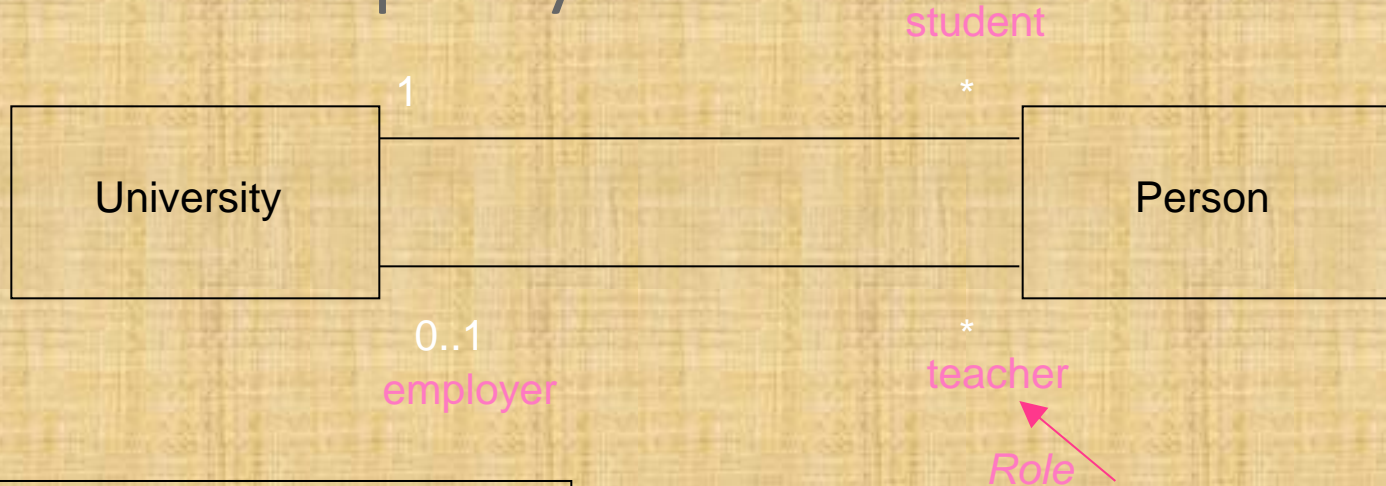 student
1
*
University
Person
0..1
*
employer
teacher
Role